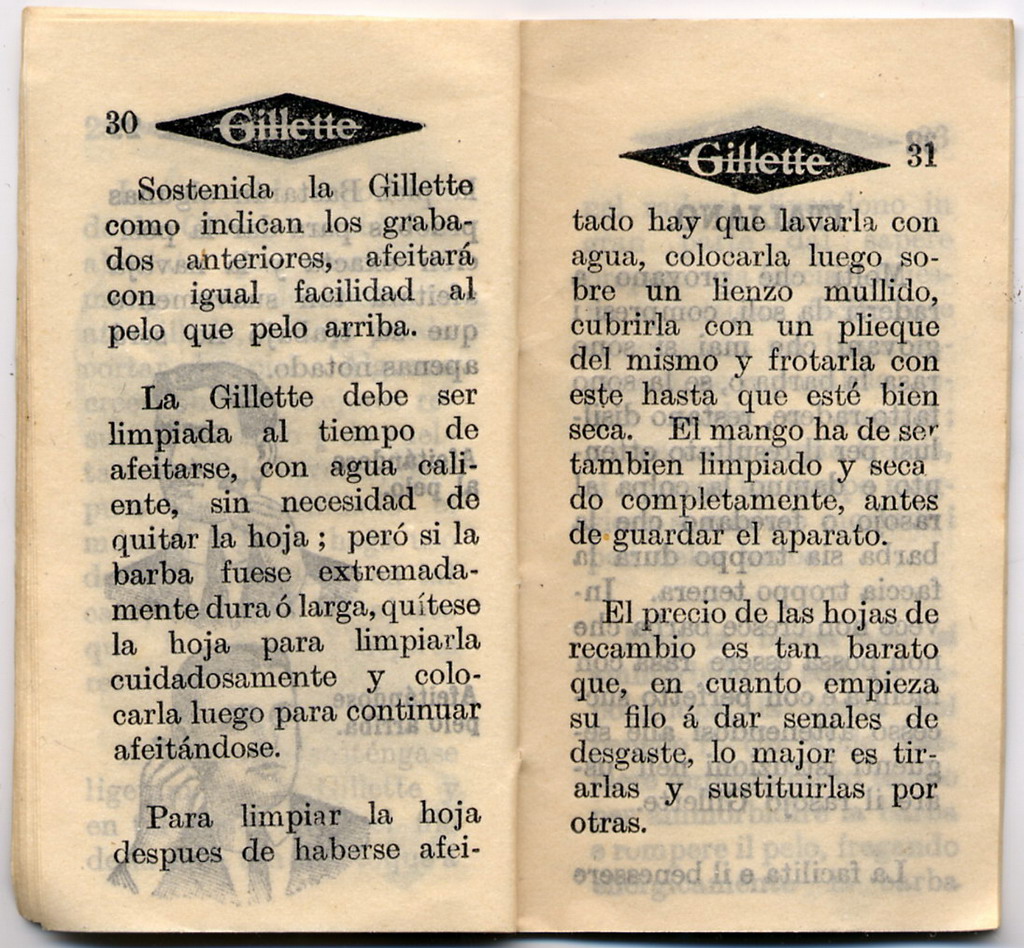 30 Gillette
Sostenida la Gillette
como indican los graba-
dos anteriores, afeitará
con igual facilidad al
pelo que pelo arriba.
La Gillette debe ser
limpiada al tiempo de
afeitarse, con agua cali-
ente, sin necesidad de
quitar la hoja ; peró si la
barba fuese extremada-
mente dura ó larga, quítese
la hoja para limpiarla
cuidadosamente y colo-
carla luego para continuar
afeitándose.
Para limpiar la hoja
despues de haberse afei-
Gillette 31
tado hay que lavarla con
agua, colocarla luego so-
bre un lienzo mullido,
cubrirla con un plieque
del mismo y frotarla con
este hasta que esté bien
seca. El mango ha de ser
tambien limpiado y seca
do completamente, antes
de guardar el aparato.
El precio de las hojas de
recambio es tan barato
que, en cuanto empieza
su filo á dar senales de
desgaste, lo major es tir-
arlas y sustituirlas por
otras.